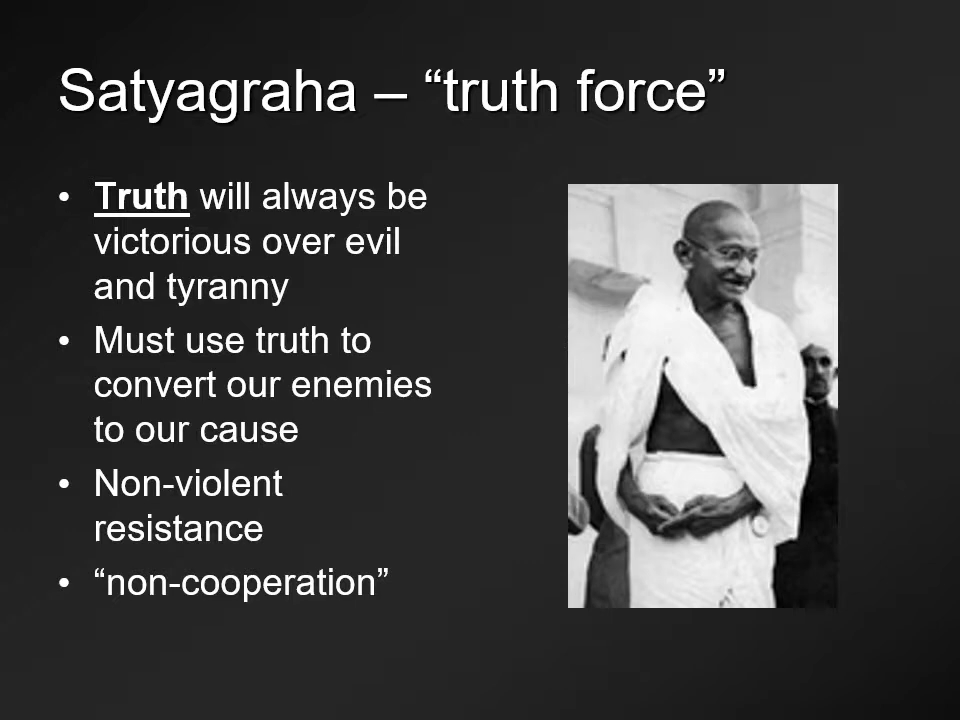 Satyagraha – “truth force”
• Truth will always be
victorious over evil
and tyranny
• Must use truth to
convert our enemies
to our cause
• Non-violent
resistance
• “non-cooperation”